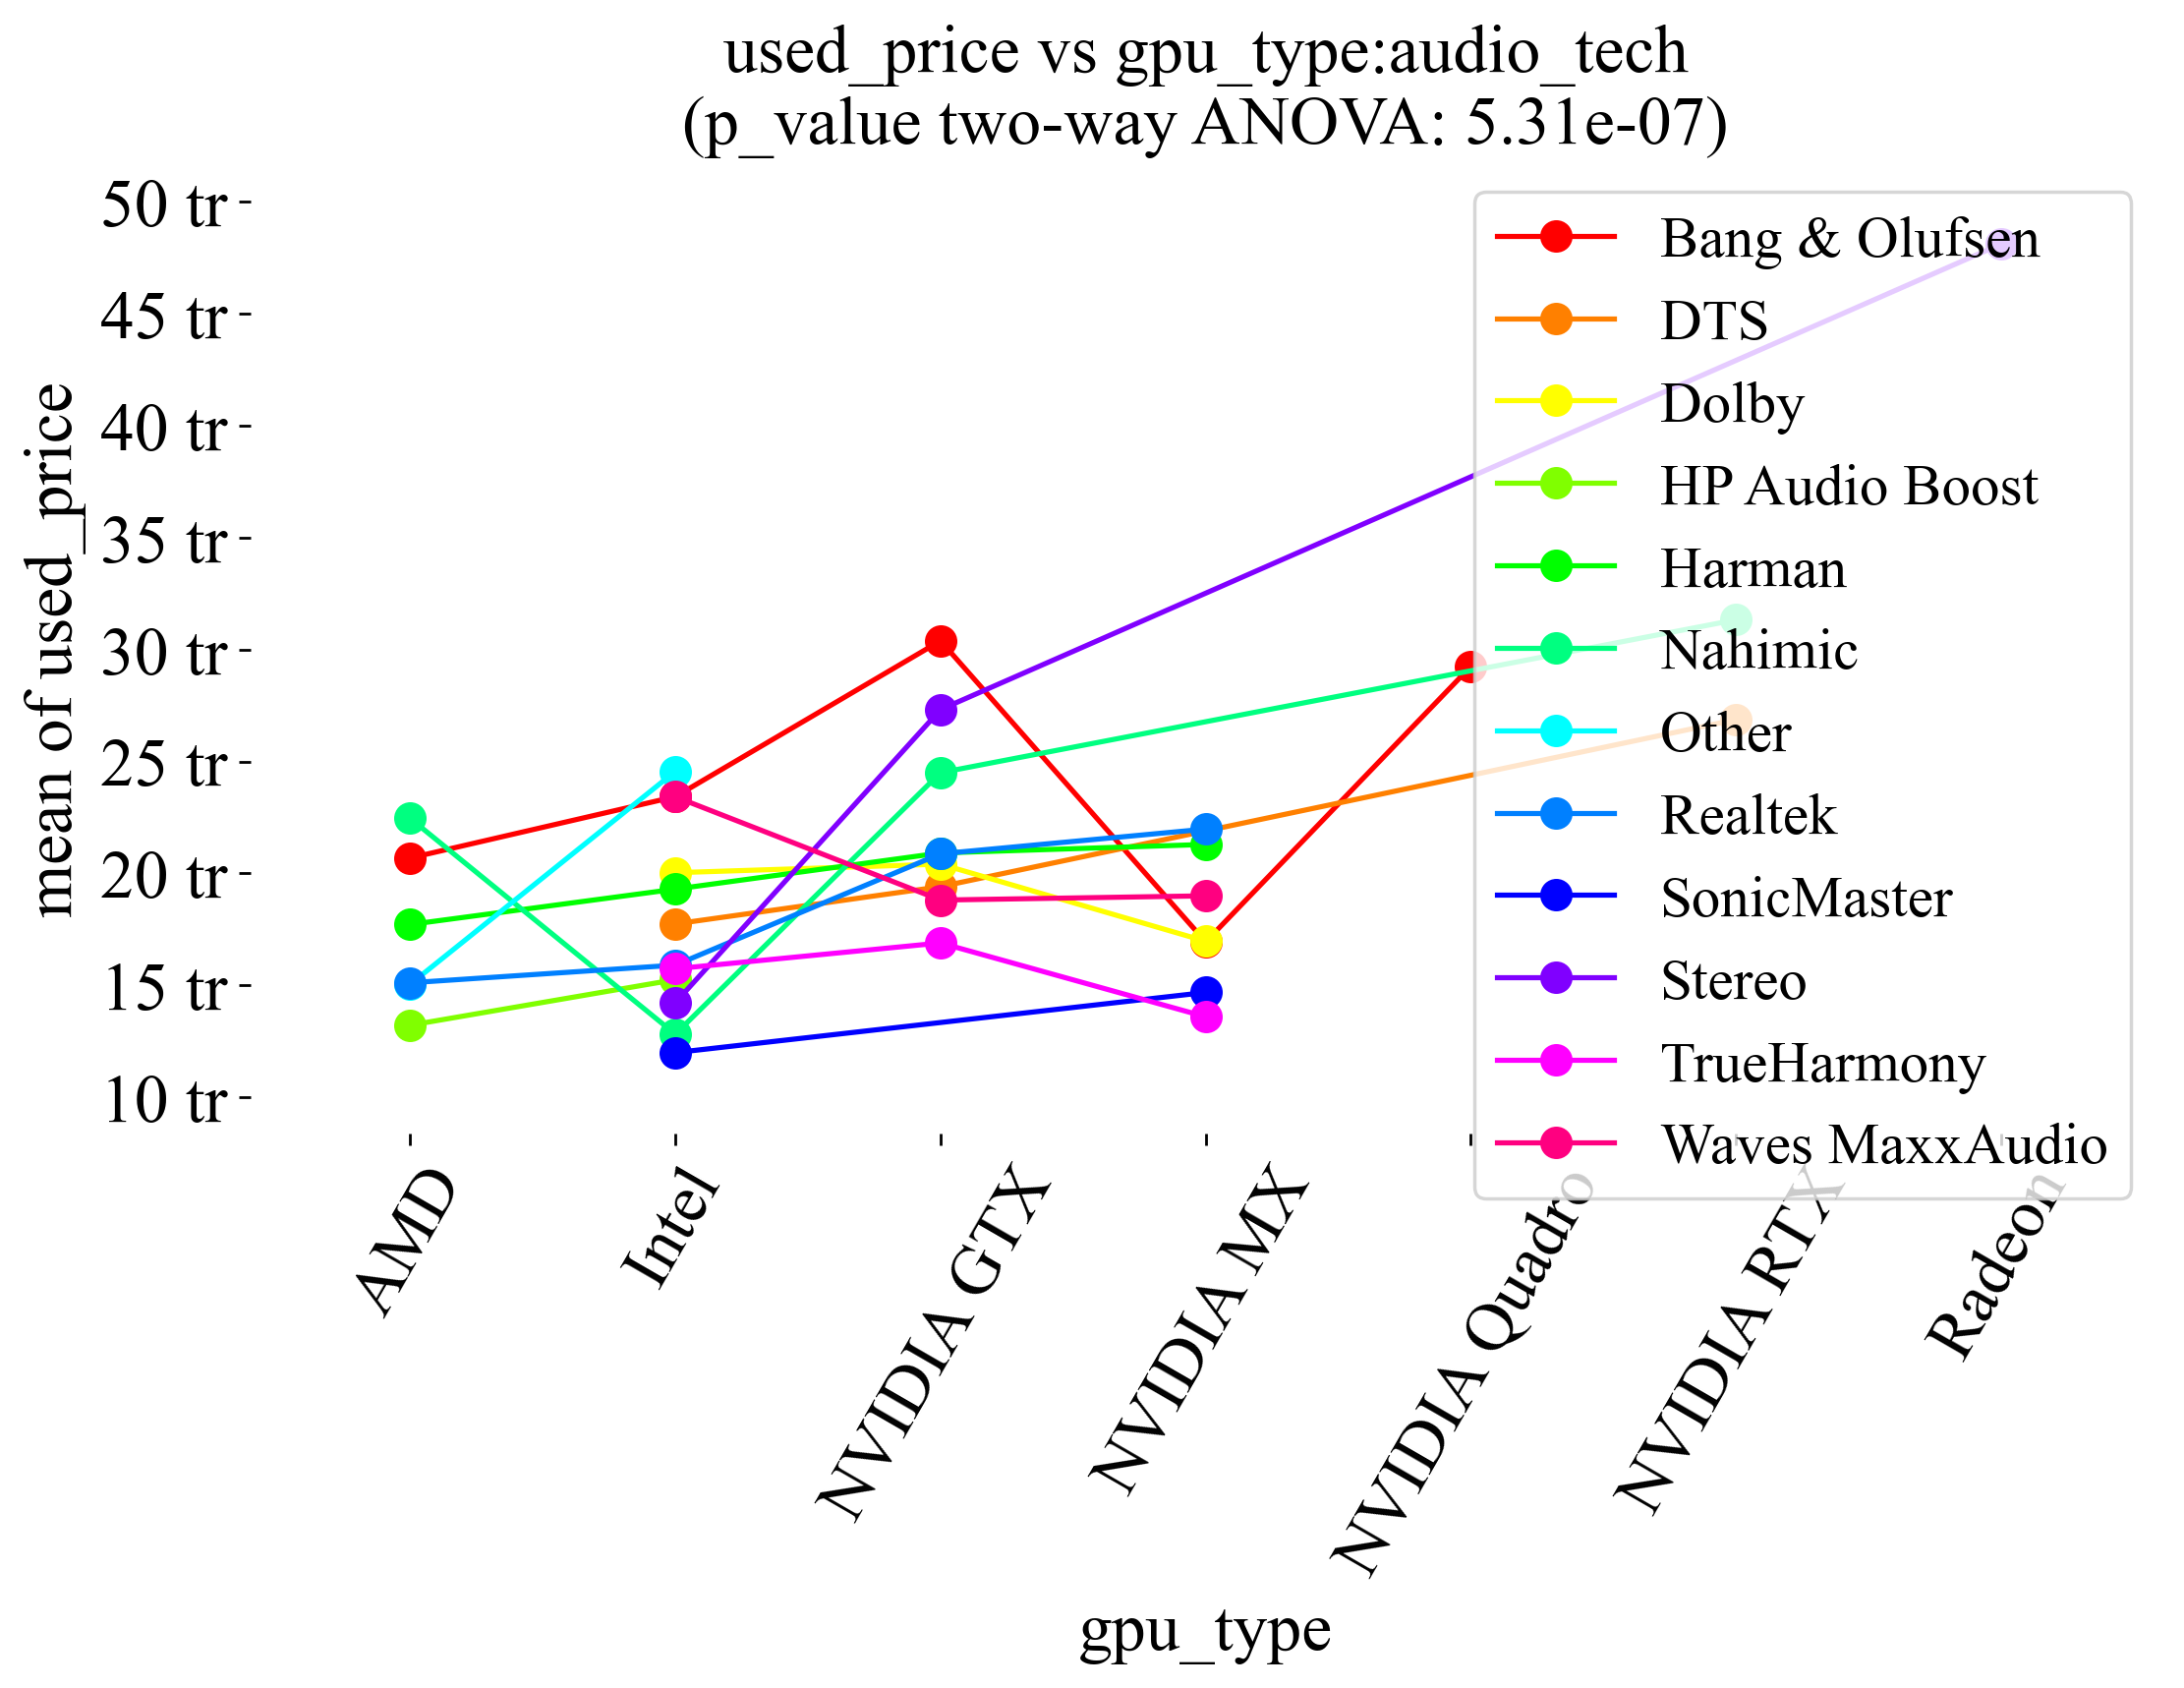 used_price vs gpu_type:audio_tech
(p_value two-way ANOVA: 5.31e-07)
mean of used_price
50 tr
45 tr
40 tr
35 tr
30 tr
25 tr
20 tr
15 tr
10 tr
Bang & Olufsen
DTS
Dolby
HP Audio Boost
Harman
Nahimic
Other
Realtek
SonicMaster
Stereo
TrueHarmony
Waves MaxxAudio
AMD
Intel
NVIDIA GTX
NVIDIA MX
NVIDIA Quadro
NVIDIA RTX
Radeon
gpu_type